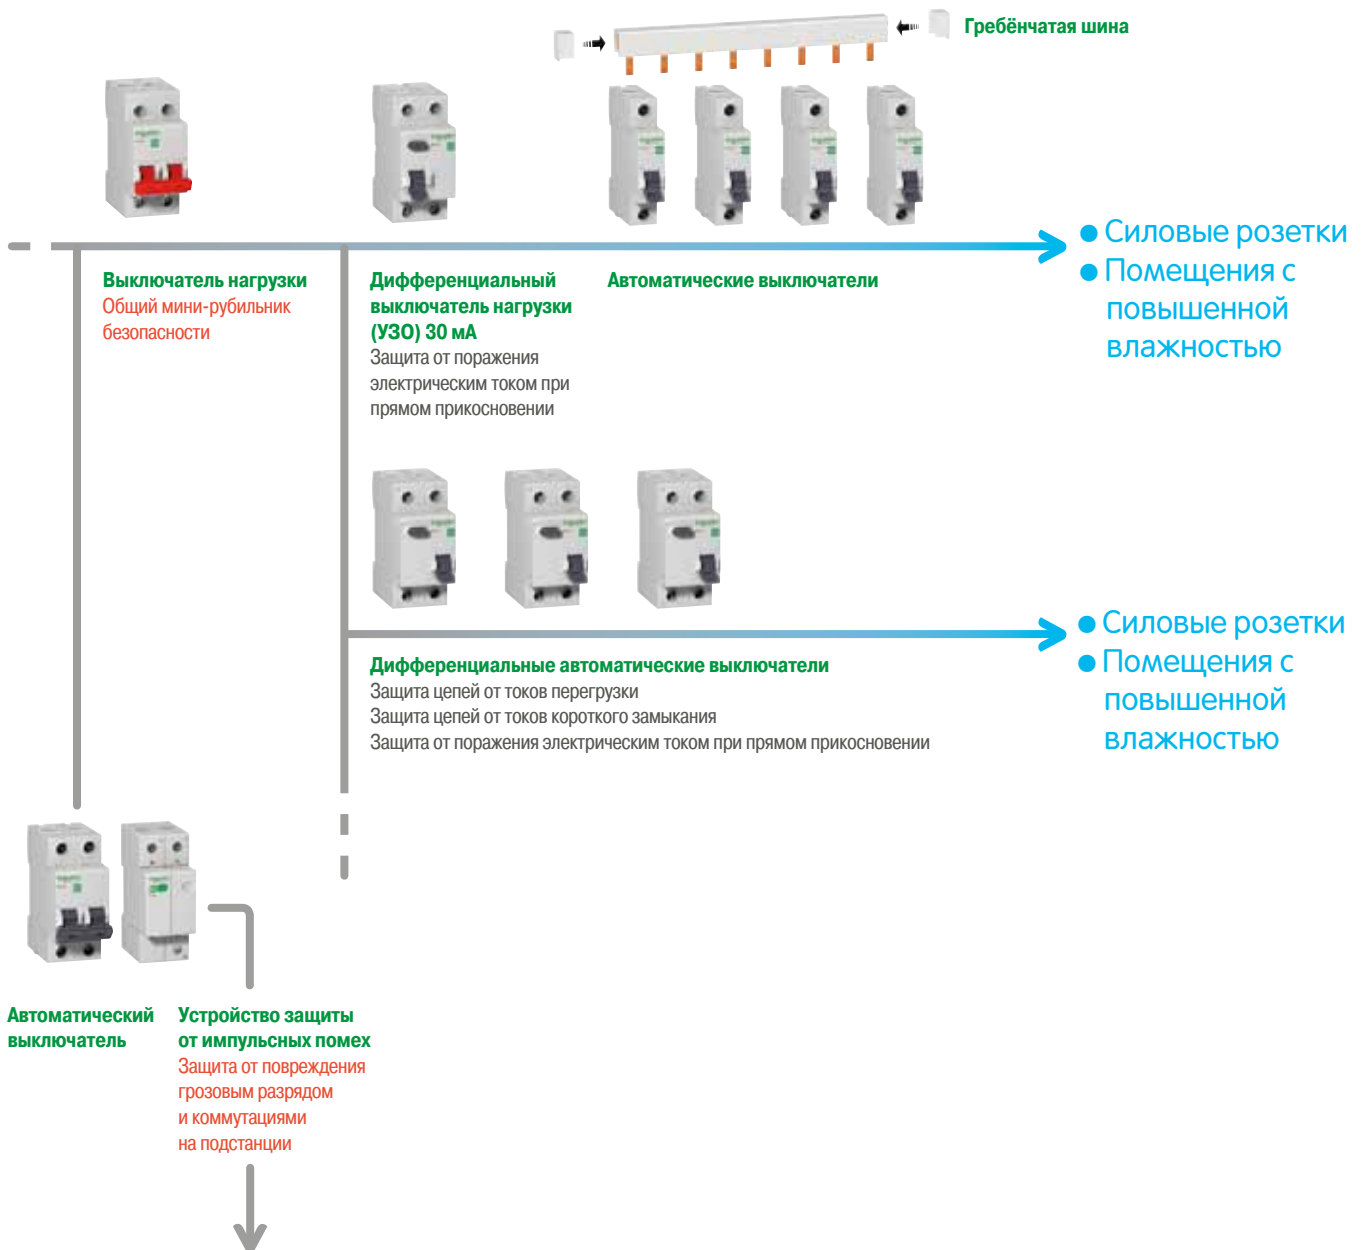 Гребёнчатая шина
Выключатель нагрузки
Общий мини-рубильник
безопасности
Дифференциальный
выключатель нагрузки
(УЗО) 30 мА
Защита от поражения
электрическим током при
прямом прикосновении
Автоматические выключатели
● Силовые розетки
● Помещения с
повышенной
влажностью
Дифференциальные автоматические выключатели
Защита цепей от токов перегрузки
Защита цепей от токов короткого замыкания
Защита от поражения электрическим током при прямом прикосновении
● Силовые розетки
● Помещения с
повышенной
влажностью
Автоматический
выключатель
Устройство защиты
от импульсных помех
Защита от повреждения
грозовым разрядом
и коммутациями
на подстанции